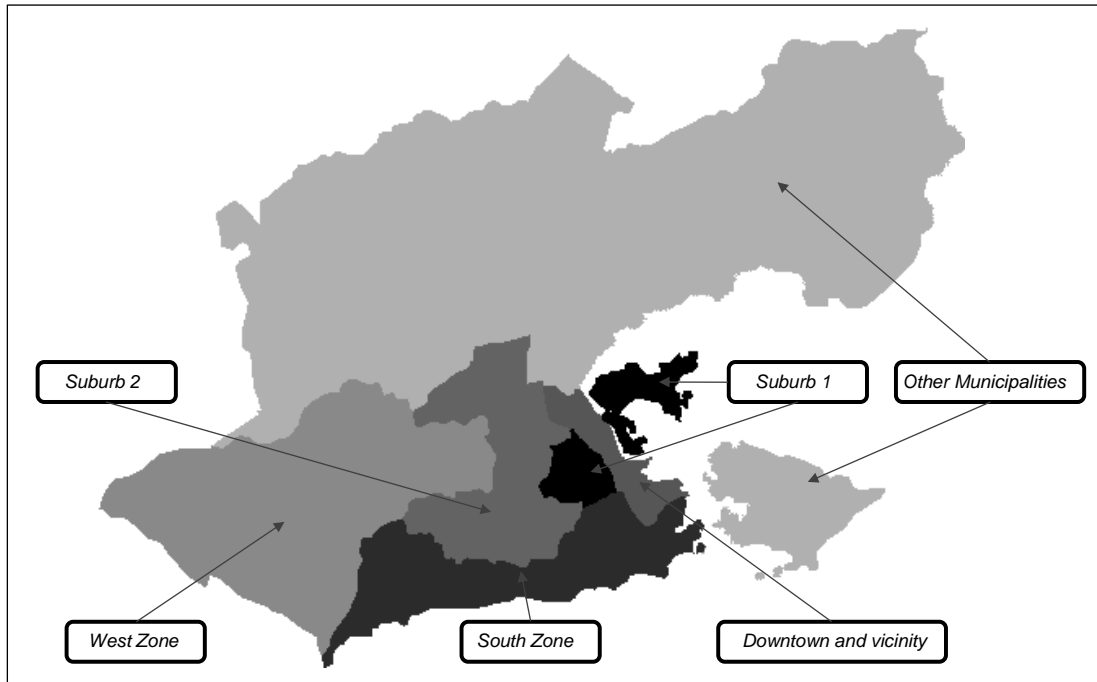 Suburb 2
Suburb 1
Other Municipalities
West Zone
South Zone
Downtown and vicinity